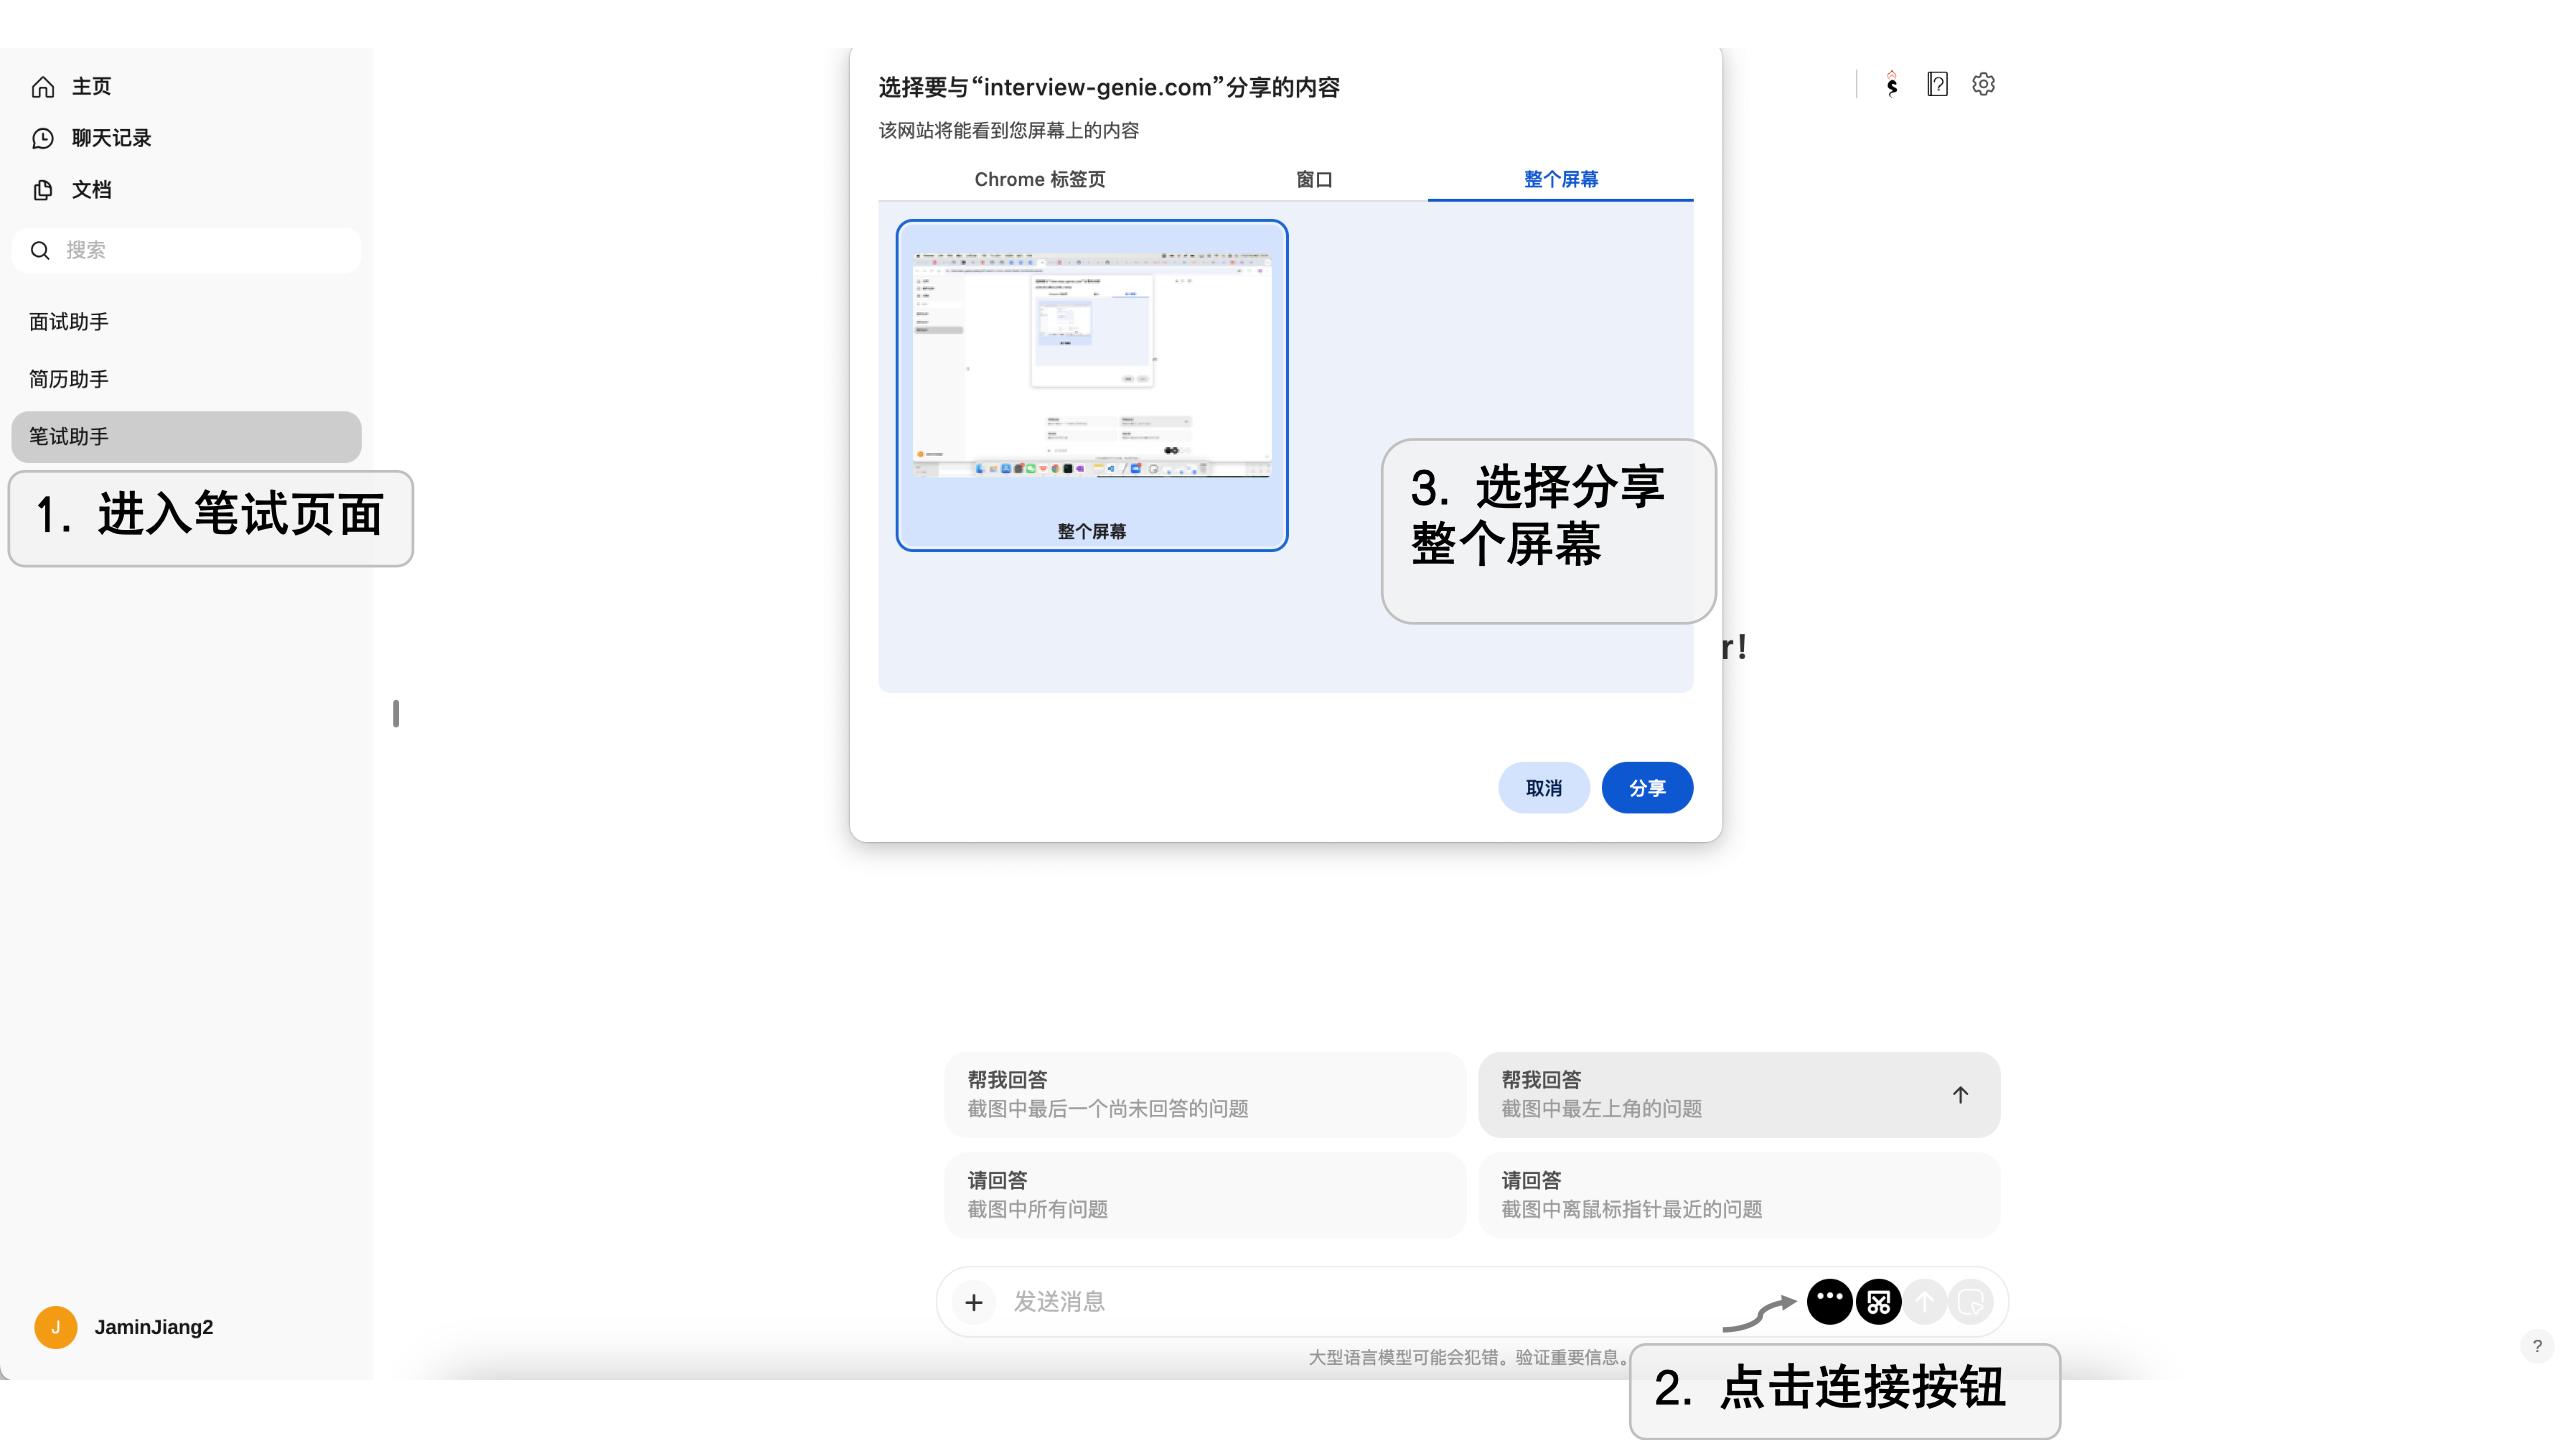 主页
聊天记录
文档
搜索
面试助手
简历助手
笔试助手
1. 进入笔试页面
J
JaminJiang2
选择要与“interview-genie.com”分享的内容
该网站将能看到您屏幕上的内容
Chrome 标签页
窗口
整个屏幕
整个屏幕
3. 选择分享
整个屏幕
r!
取消
分享
帮我回答
截图中最后一个尚未回答的问题
帮我回答
截图中最左上角的问题
请回答
截图中所有问题
请回答
截图中离鼠标指针最近的问题
发送消息
大型语言模型可能会犯错。验证重要信息。
2. 点击连接按钮
?